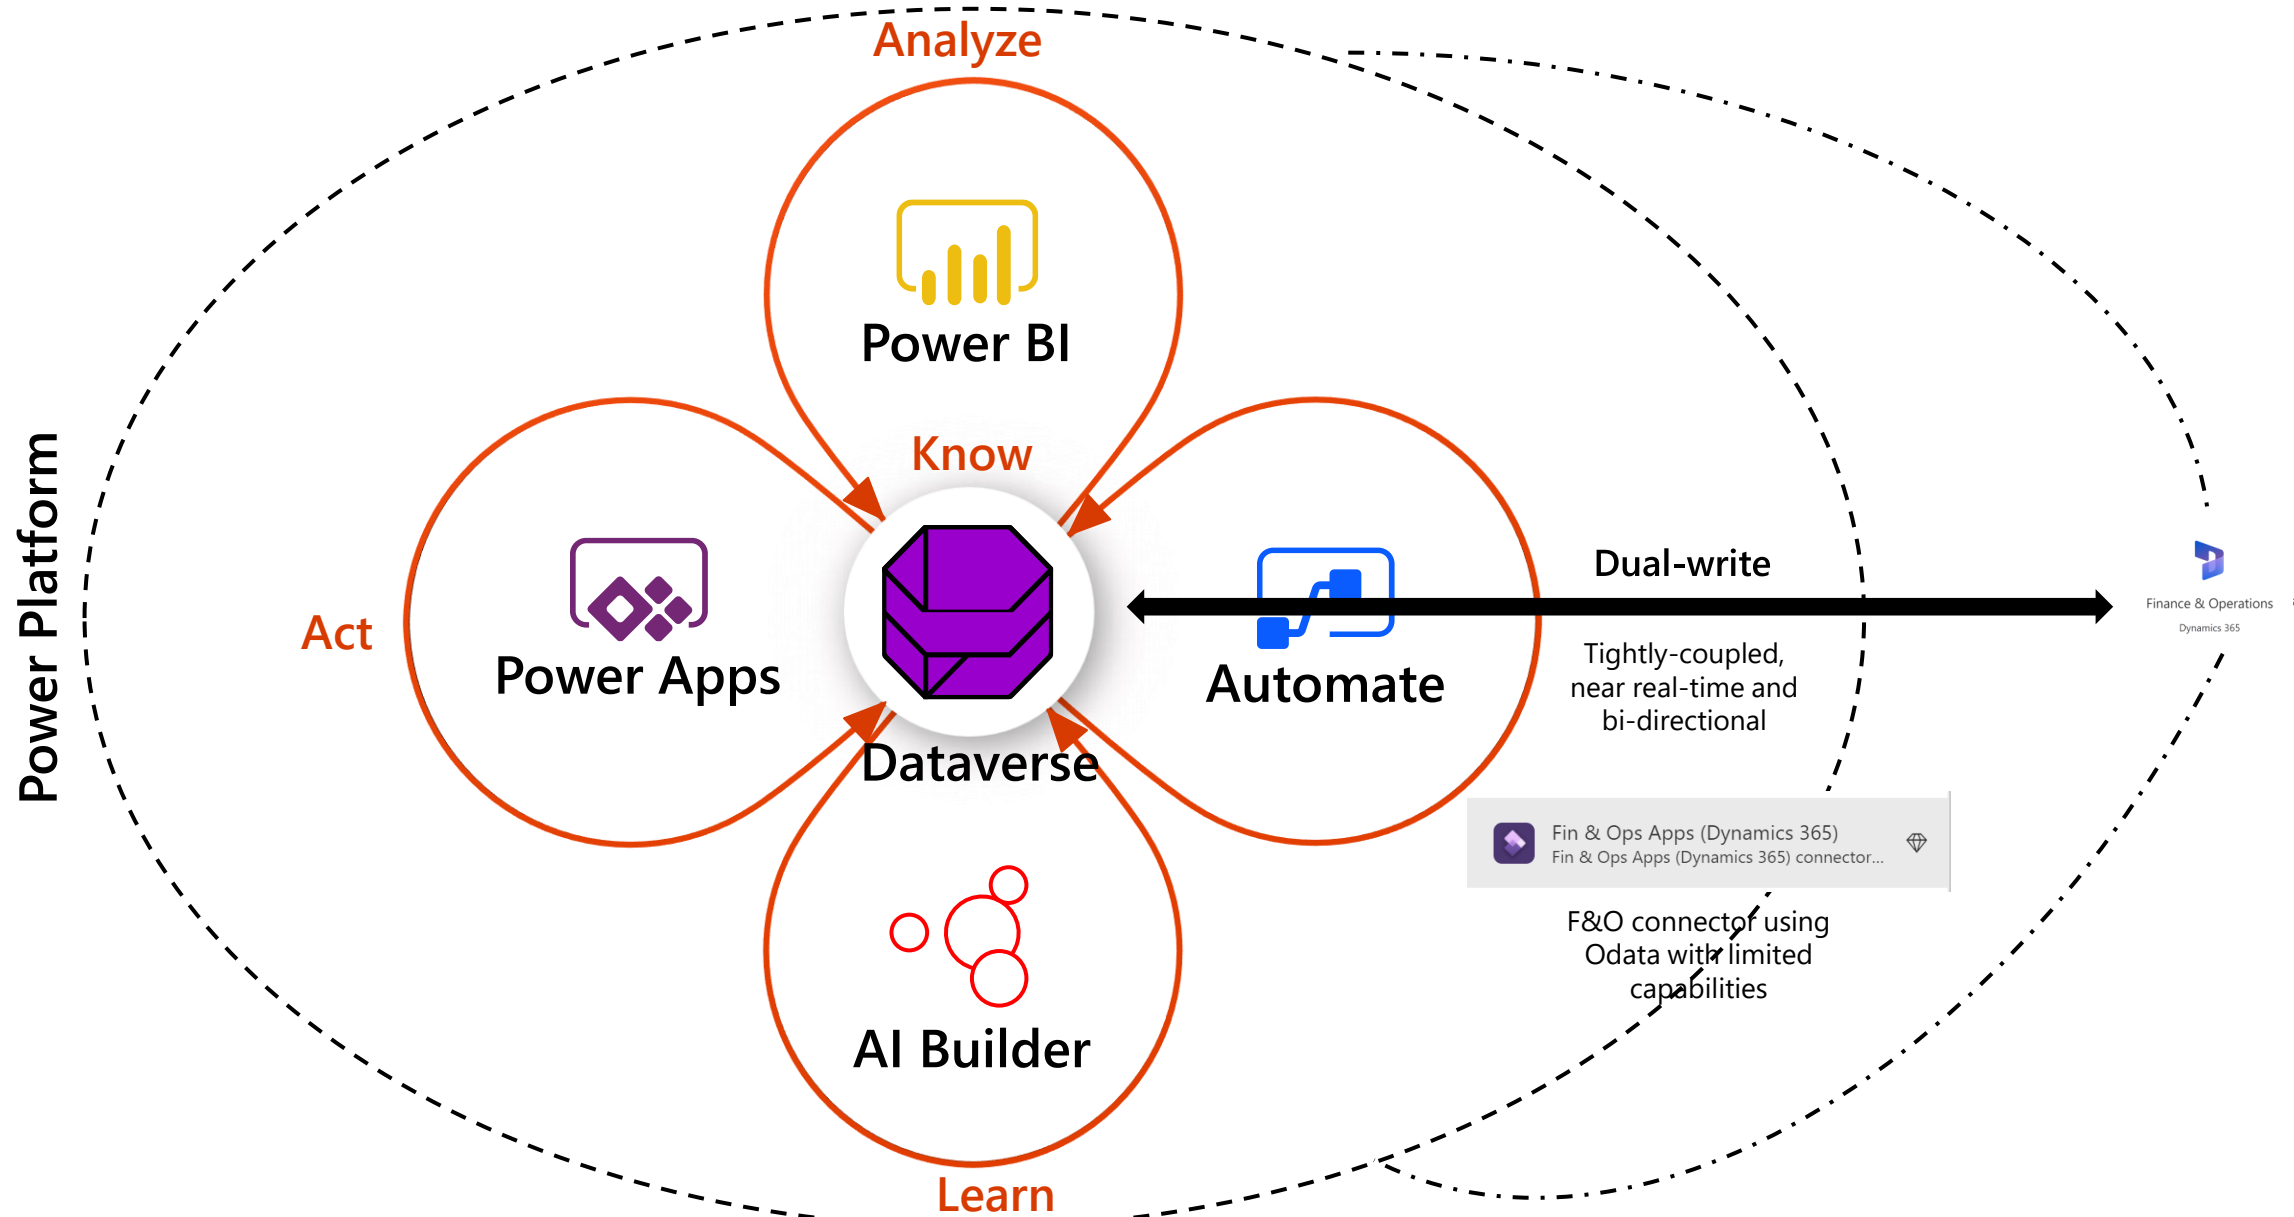 Analyze
Power BI
Know
Power Platform
Act
Power Apps
Dataverse
Automate
Dual-write
Tightly-coupled,
near real-time and
bi-directional
Finance & Operations
Dynamics 365
Fin & Ops Apps (Dynamics 365)
Fin & Ops Apps (Dynamics 365) connector...
F&O connector using
Odata with limited
capabilities
AI Builder
Learn